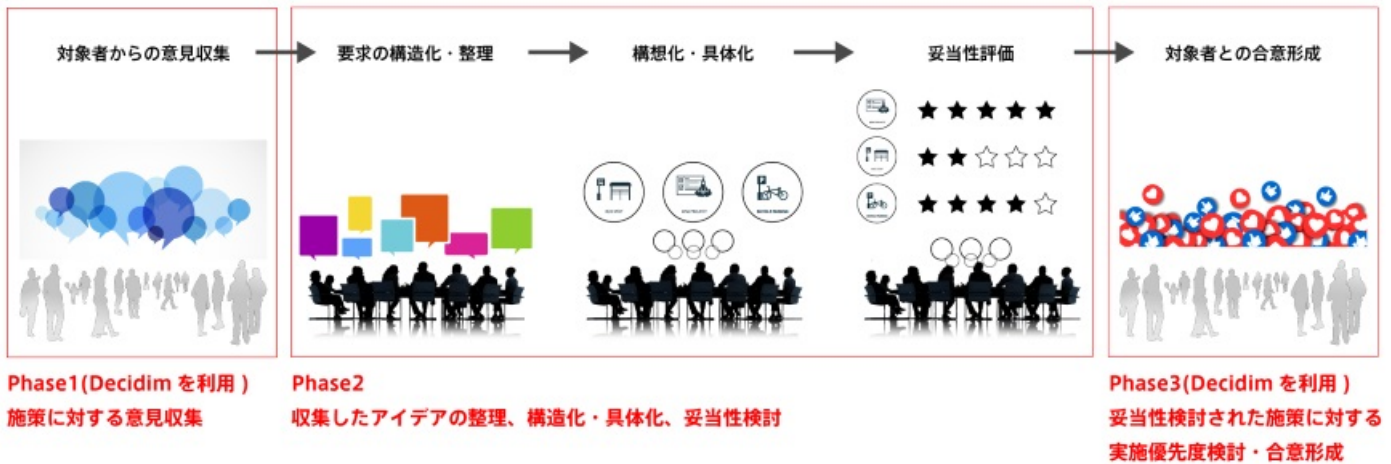 対象者からの意見収集
要求の構造化・整理
構想化・具体化
妥当性評価
対象者との合意形成
Phase1(Decidim を利用 )
施策に対する意見収集
Phase2
収集したアイデアの整理、構造化・具体化、妥当性検討
Phase3(Decidim を利用 )
妥当性検討された施策に対する
実施優先度検討・合意形成